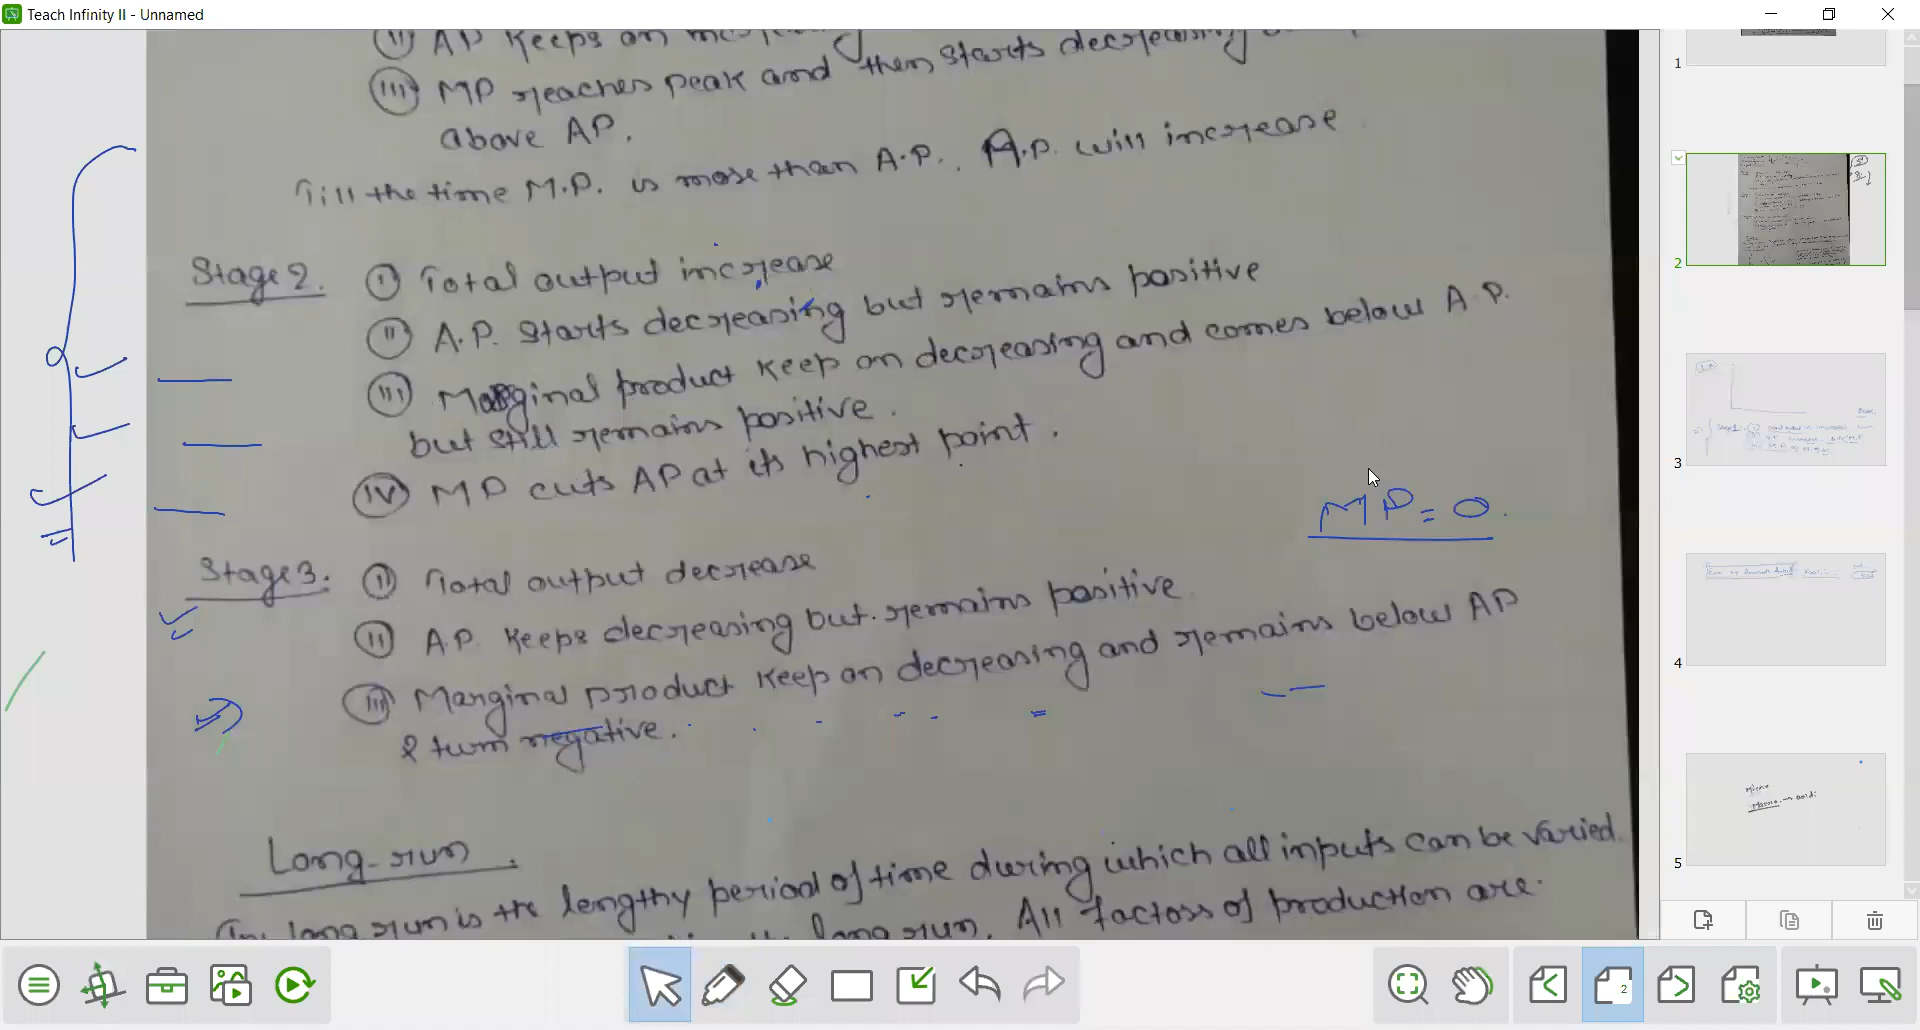 Teach Infinity II - Unnamed
(ii) AP keeps on
(iii) MP reaches peak and then starts decreasing
above AP.
Till the time M.P. is more than A.P., A.P. will increase
Stage 2. (i) Total output increase
(ii) A.P. starts decreasing but remains positive
(iii) Marginal product keep on decreasing and comes below A.P.
but still remains positive.
(iv) MP cuts AP at its highest point.
MP = 0
Stage 3. (i) Total output decrease
(ii) A.P. keeps decreasing but remains positive
(iii) Marginal product keep on decreasing and remains below AP
& turn negative.
Long-run
long run is the lengthy period of time during which all inputs can be varied.
long run. All factors of production are
1
2
3
4
5
2